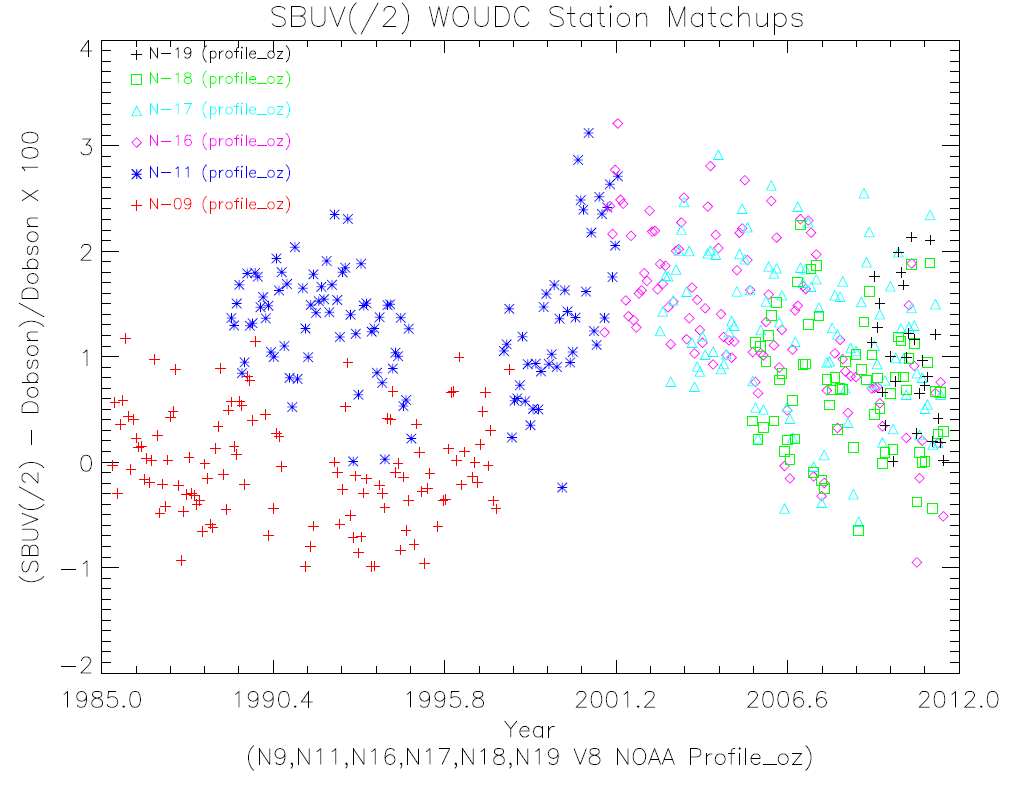 SBUV(/2) WOUDC Station Matchups
(SBUV(/2) - Dobson)/Dobson X 100
4
3
2
1
0
-1
-2
N-19 (profile_oz)
N-18 (profile_oz)
N-17 (profile_oz)
N-16 (profile_oz)
N-11 (profile_oz)
N-09 (profile_oz)
1985.0 1990.4 1995.8 2001.2 2006.6 2012.0
Year
(N9,N11,N16,N17,N18,N19 V8 NOAA Profile_oz)